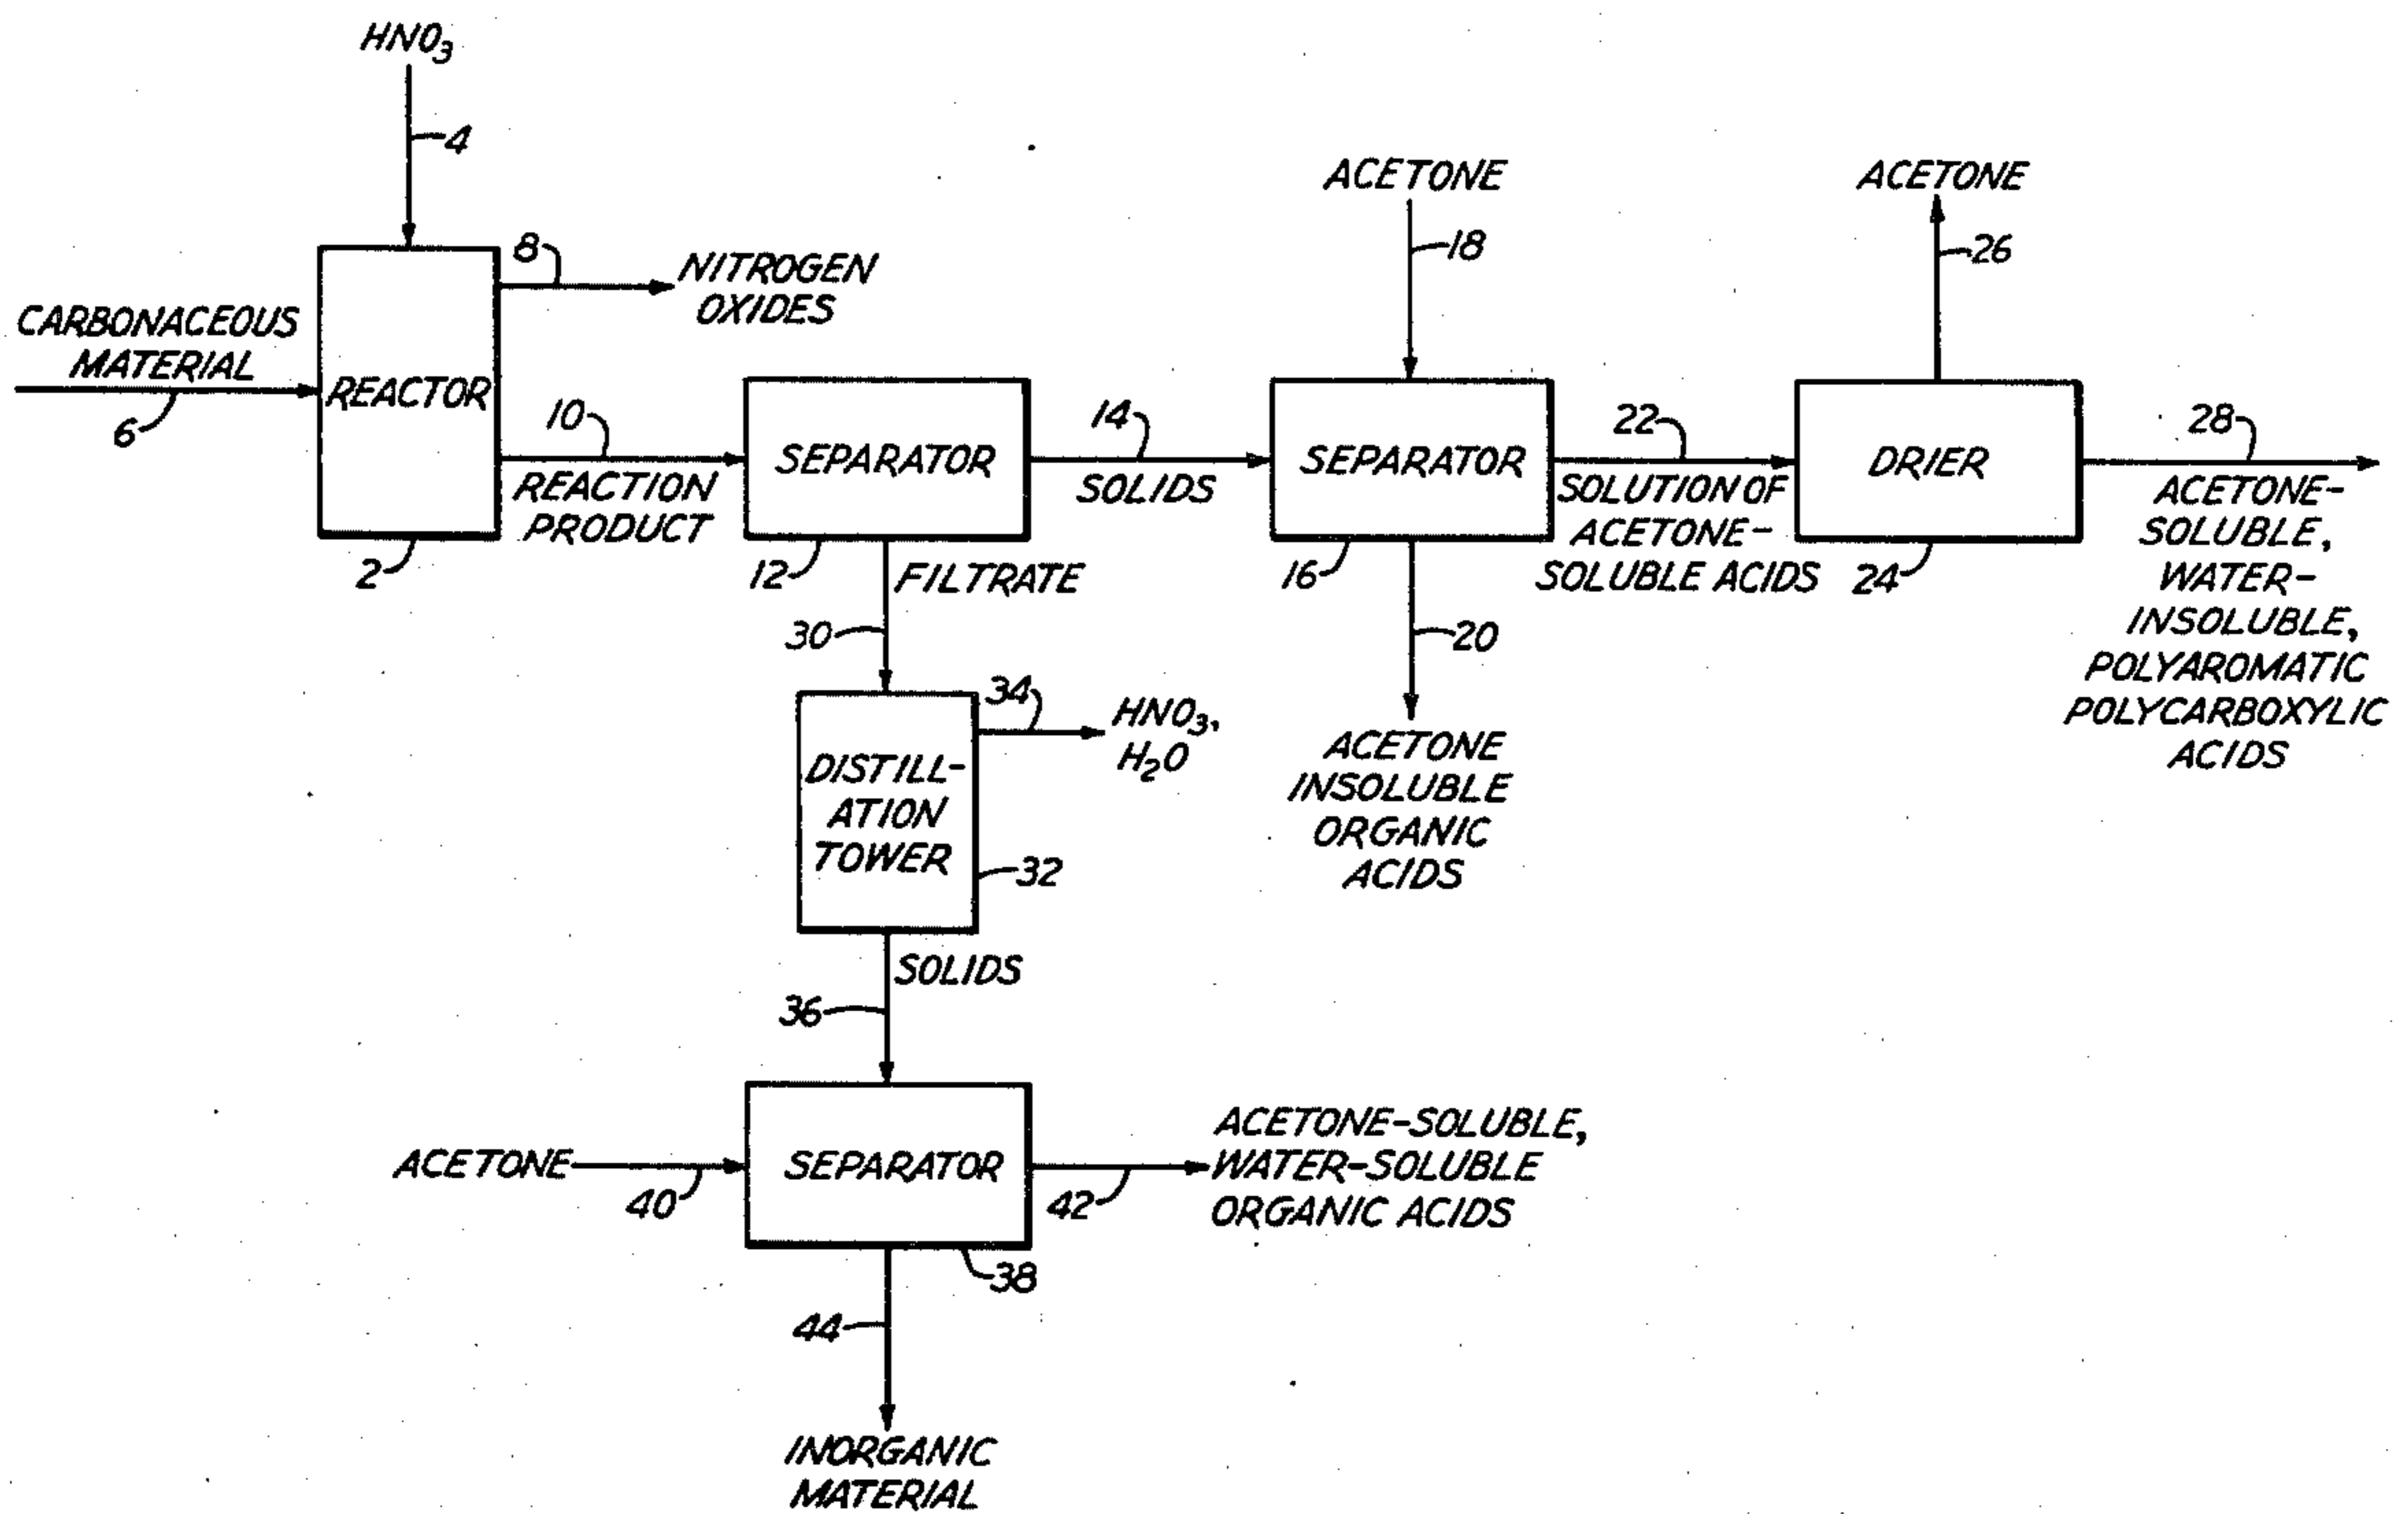 HNO3
4
8
NITROGEN
OXIDES
CARBONACEOUS
MATERIAL
6
REACTOR
2
10
REACTION
PRODUCT
SEPARATOR
12
14
SOLIDS
ACETONE
18
SEPARATOR
16
20
ACETONE
INSOLUBLE
ORGANIC
ACIDS
22
SOLUTION OF
ACETONE-
SOLUBLE ACIDS
ACETONE
26
DRIER
24
28
ACETONE-
SOLUBLE,
WATER-
INSOLUBLE,
POLYAROMATIC
POLYCARBOXYLIC
ACIDS
FILTRATE
30
34
HNO3,
H2O
DISTILL-
ATION
TOWER
32
SOLIDS
36
ACETONE
40
SEPARATOR
38
42
ACETONE-SOLUBLE,
WATER-SOLUBLE
ORGANIC ACIDS
44
INORGANIC
MATERIAL